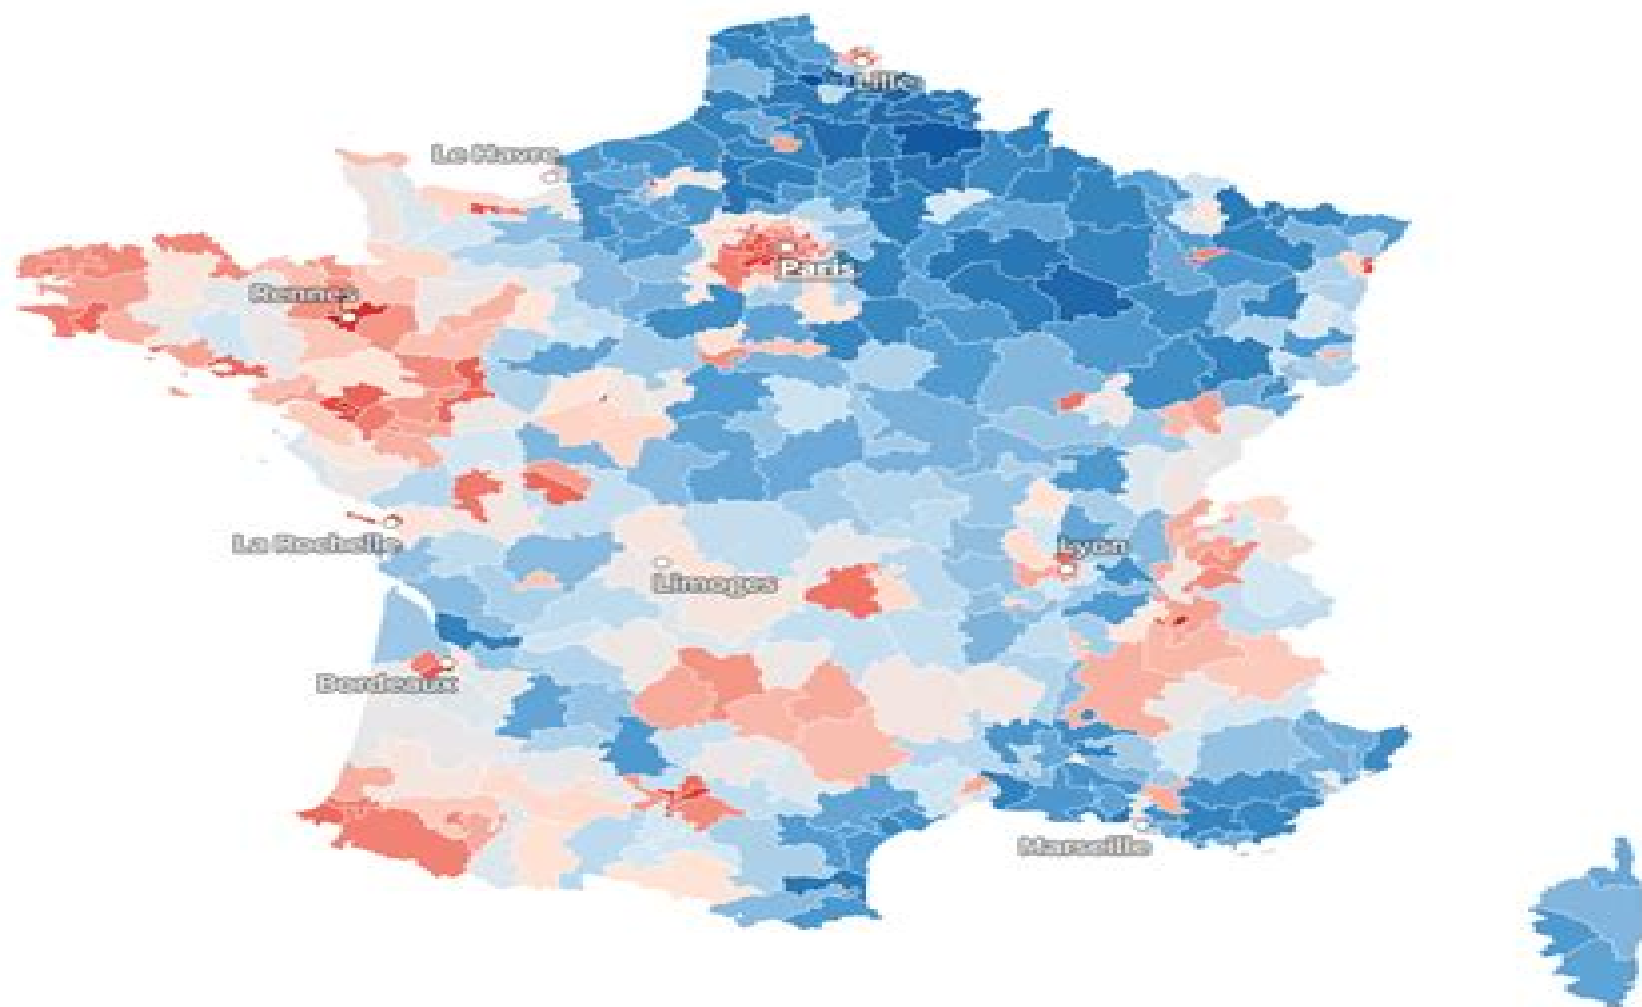 Lille
Le Havre
Paris
Rennes
La Rochelle
Lyon
Limoges
Bordeaux
Marseille